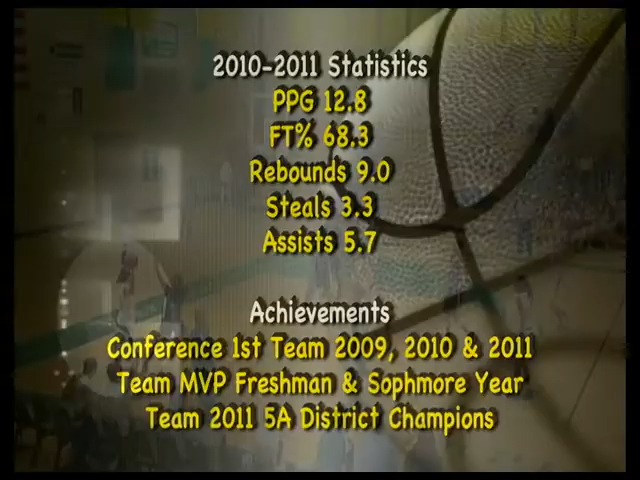 2010-2011 Statistics
PPG 12.8
FT% 68.3
Rebounds 9.0
Steals 3.3
Assists 5.7
Achievements
Conference 1st Team 2009, 2010 & 2011
Team MVP Freshman & Sophmore Year
Team 2011 5A District Champions